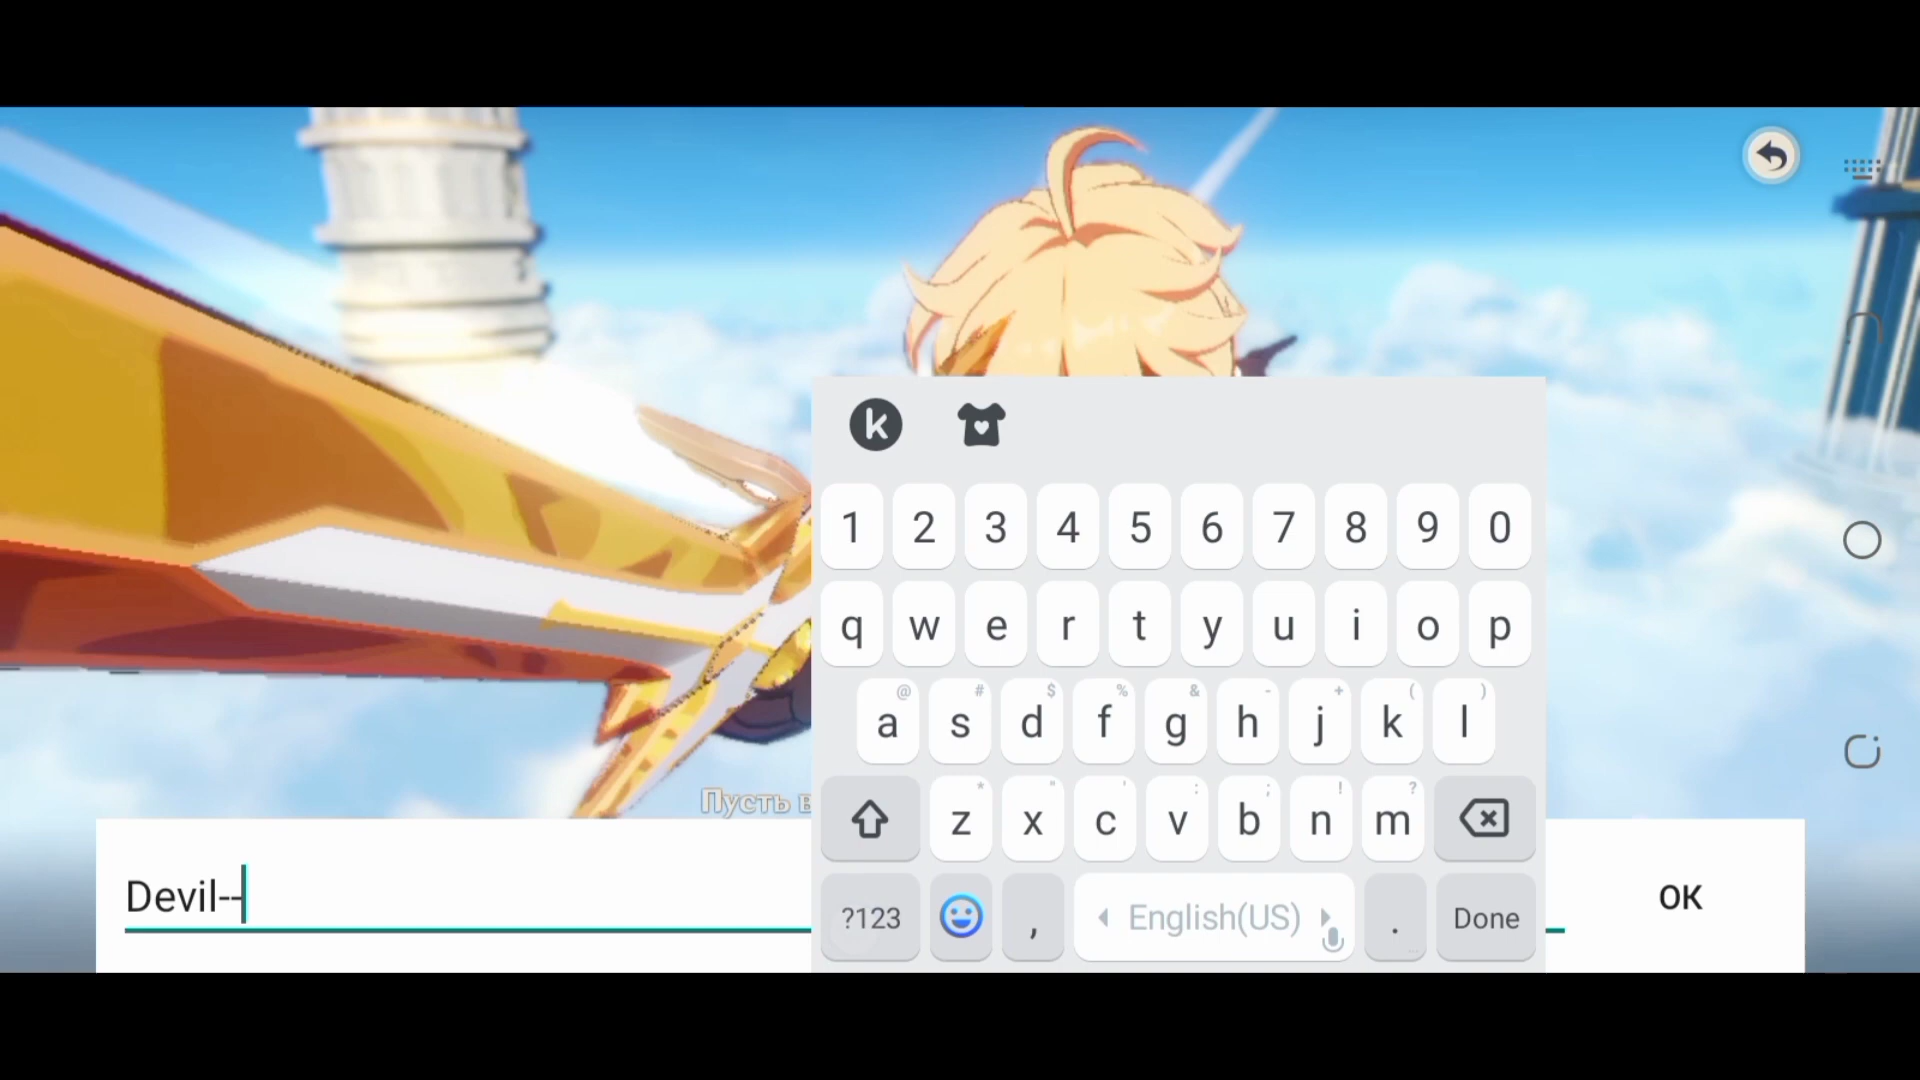 k
1 2 3 4 5 6 7 8 9 0
q w e r t y u i o p
@ # $ % & - + ( )
a s d f g h j k l
* " ' : ; ! ?
z x c v b n m
Пусть в
Devil--
OK
?123 , English(US) . Done